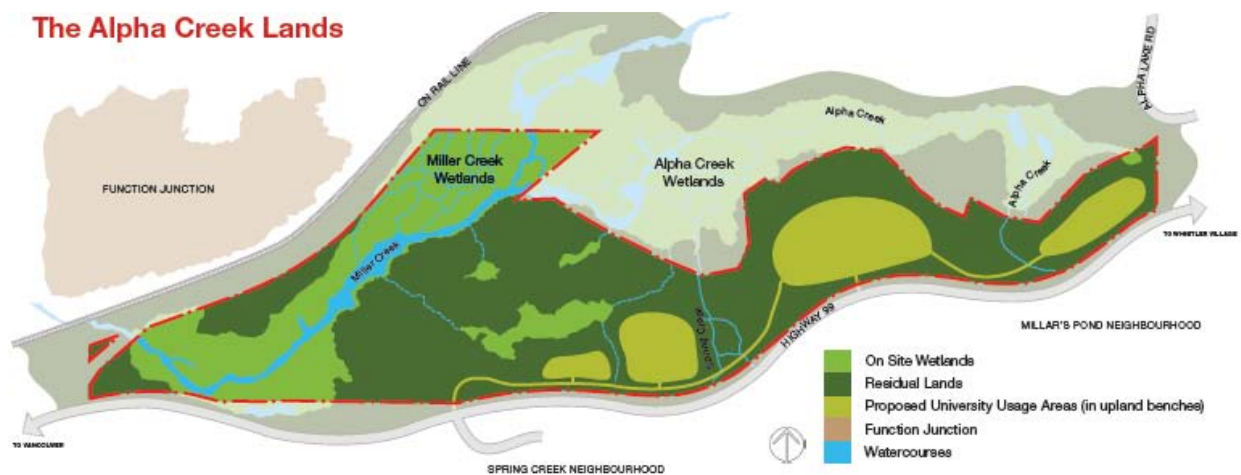 The Alpha Creek Lands
CN RAIL LINE
ALPHA LAKE RD
FUNCTION JUNCTION
Miller Creek
Wetlands
Alpha Creek
Alpha Creek
Wetlands
Alpha Creek
Miller Creek
TO WHISTLER VILLAGE
Spring Creek
HIGHWAY 99
MILLAR'S POND NEIGHBOURHOOD
On Site Wetlands
Residual Lands
Proposed University Usage Areas (in upland benches)
Function Junction
Watercourses
TO VANCOUVER
SPRING CREEK NEIGHBOURHOOD